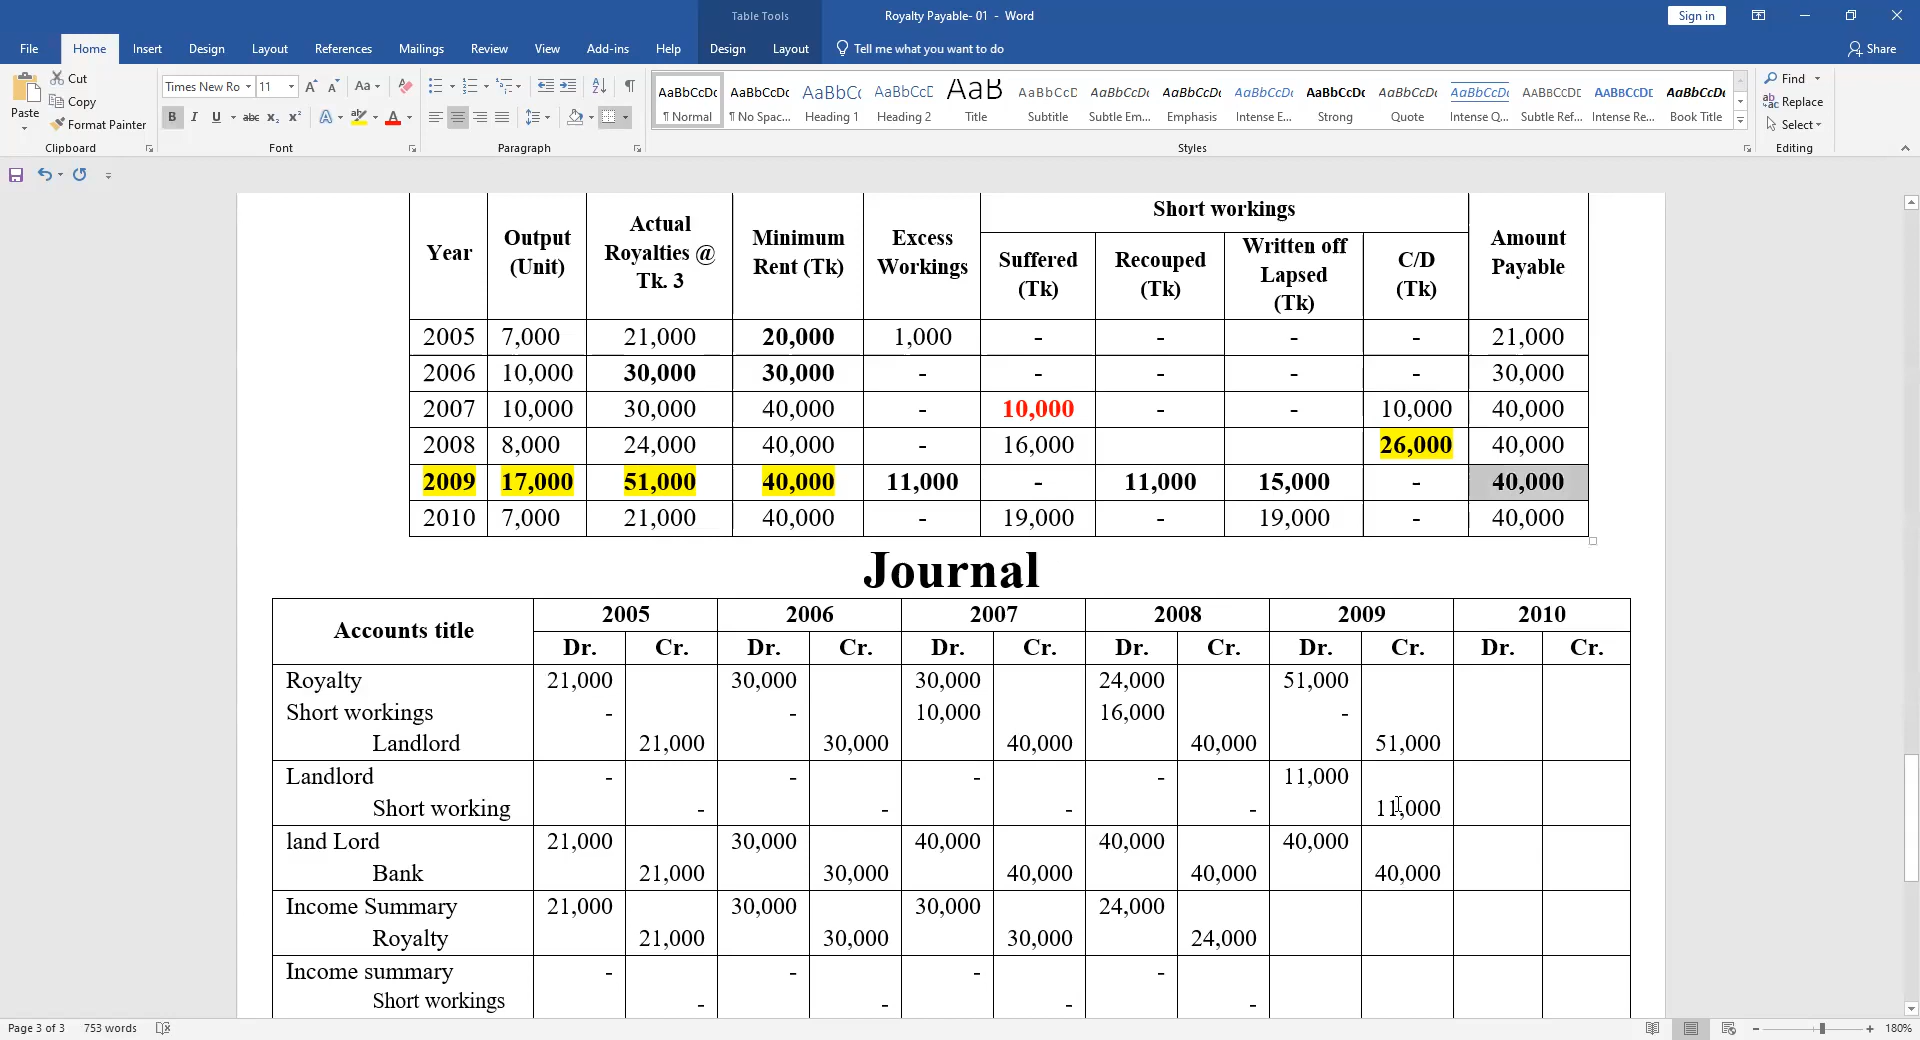 Table Tools
Royalty Payable- 01 - Word
Sign in
File Home Insert Design Layout References Mailings Review View Add-ins Help Design Layout Tell me what you want to do Share
Paste
Cut
Copy
Format Painter
Clipboard
Times New Ro 11
Aa
B I U abc x₂ x²
A A
Font
Paragraph
AaBbCcDc AaBbCcDc AaBbCc AaBbCcE AaB AaBbCcD AaBbCcDc AaBbCcDc AaBbCcDc AaBbCcDc AaBbCcDc AaBbCcDc AABBCCDE AABBCCDE AaBbCcDc
¶ Normal ¶ No Spac... Heading 1 Heading 2 Title Subtitle Subtle Em... Emphasis Intense E... Strong Quote Intense Q... Subtle Ref... Intense Re... Book Title
Styles
Find
Replace
Select
Editing
Year
Output
(Unit)
Actual
Royalties @
Tk. 3
Minimum
Rent (Tk)
Excess
Workings
Short workings
Suffered
(Tk)
Recouped
(Tk)
Written off
Lapsed
(Tk)
C/D
(Tk)
Amount
Payable
2005 7,000 21,000 20,000 1,000 - - - - 21,000
2006 10,000 30,000 30,000 - - - - - 30,000
2007 10,000 30,000 40,000 - 10,000 - - 10,000 40,000
2008 8,000 24,000 40,000 - 16,000 26,000 40,000
2009 17,000 51,000 40,000 11,000 - 11,000 15,000 - 40,000
2010 7,000 21,000 40,000 - 19,000 - 19,000 - 40,000
Journal
Accounts title 2005 2006 2007 2008 2009 2010
Dr. Cr. Dr. Cr. Dr. Cr. Dr. Cr. Dr. Cr. Dr. Cr.
Royalty 21,000 30,000 30,000 24,000 51,000
Short workings - - 10,000 16,000 -
Landlord 21,000 30,000 40,000 40,000 51,000
Landlord - - - - 11,000
Short working - - - - 11,000
land Lord 21,000 30,000 40,000 40,000 40,000
Bank 21,000 30,000 40,000 40,000 40,000
Income Summary 21,000 30,000 30,000 24,000
Royalty 21,000 30,000 30,000 24,000
Income summary - - - -
Short workings - - - -
Page 3 of 3 753 words
180%